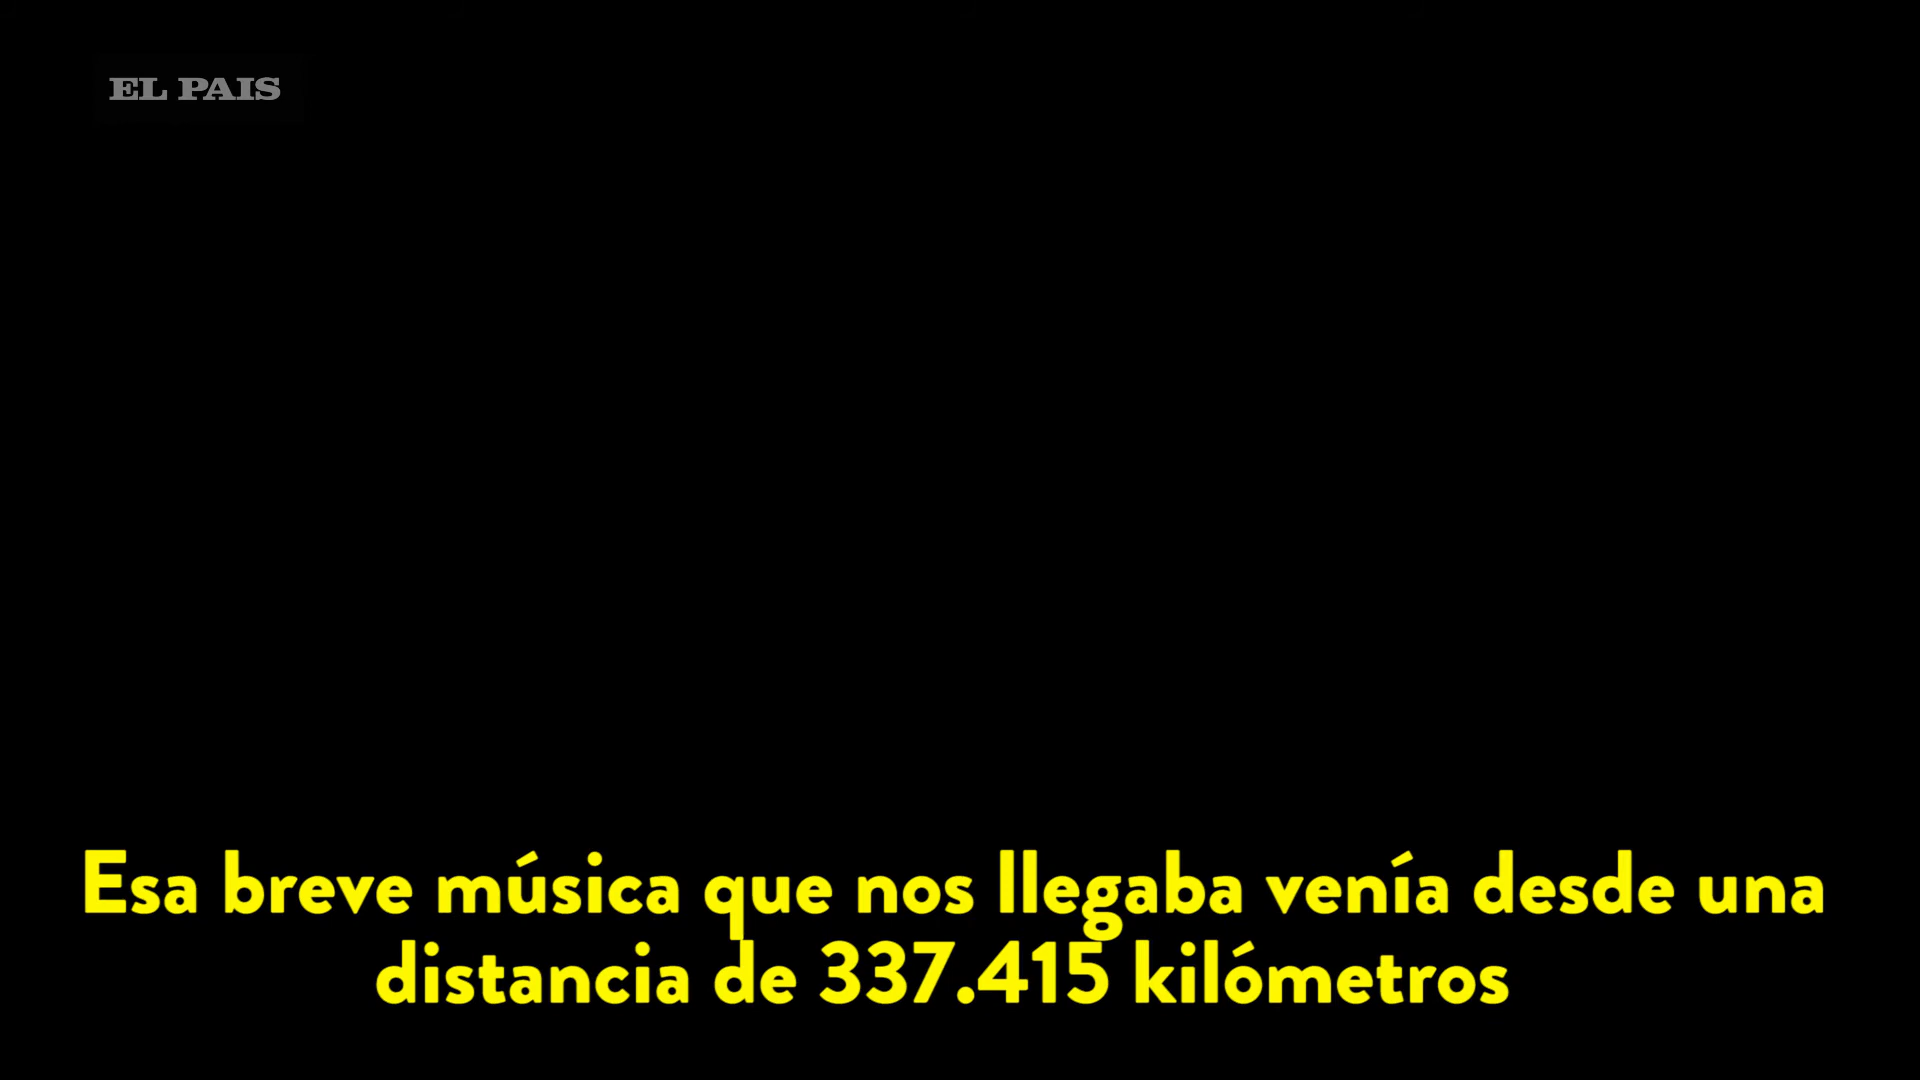 EL PAIS
Esa breve música que nos llegaba venía desde una
distancia de 337.415 kilómetros